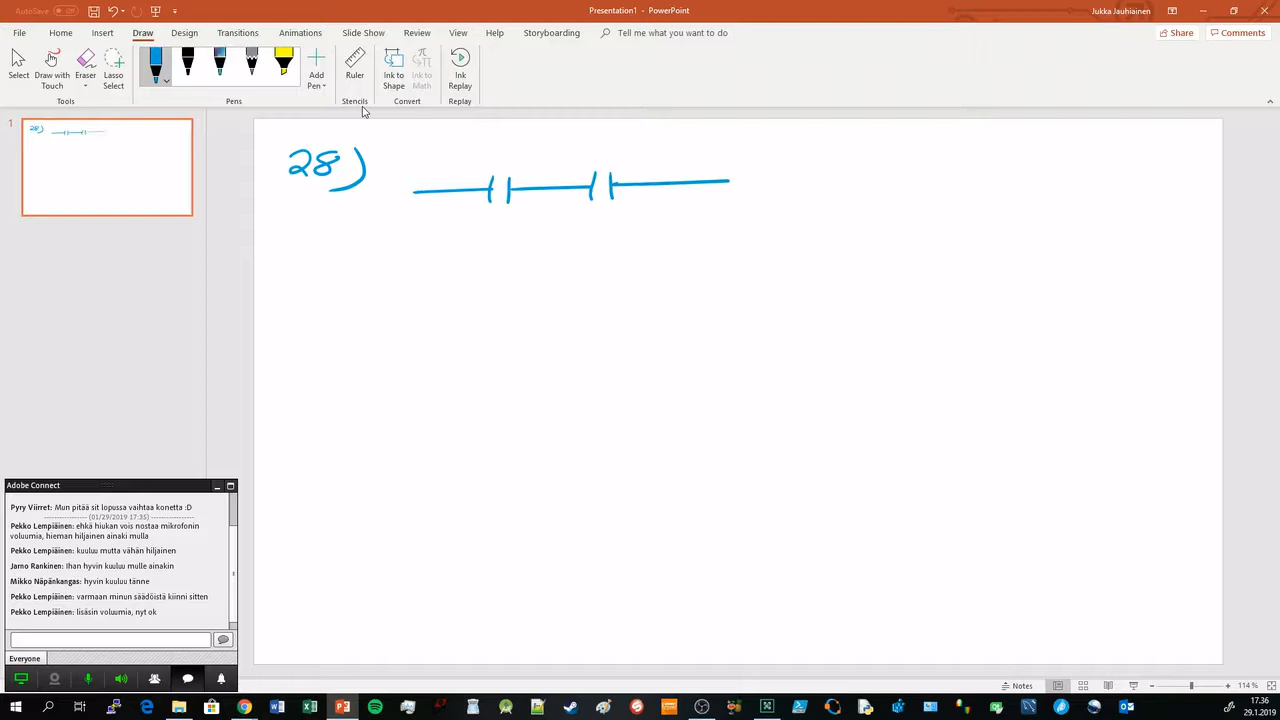 AutoSave Off
Presentation1 - PowerPoint
Jukka Jauhiainen
File Home Insert Draw Design Transitions Animations Slide Show Review View Help Storyboarding Tell me what you want to do
Share Comments
Select Draw with Touch Eraser Lasso Select Add Pen Ruler Ink to Shape Ink to Math Ink Replay
Tools Pens Stencils Convert Replay
1
28)
28)
Adobe Connect
Pyry Viirret: Mun pitää sit lopussa vaihtaa konetta :D
(01/29/2019 17:35)
Pekko Lempiäinen: ehkä hiukan vois nostaa mikrofonin
voluumia, hieman hiljainen ainaki mulla
Pekko Lempiäinen: kuuluu mutta vähän hiljainen
Jarno Rankinen: Ihan hyvin kuuluu mulle ainakin
Mikko Näpänkangas: hyvin kuuluu tänne
Pekko Lempiäinen: varmaan minun säädöistä kiinni sitten
Pekko Lempiäinen: lisäsin voluumia, nyt ok
Everyone
Notes
114 %
17.36
29.1.2019